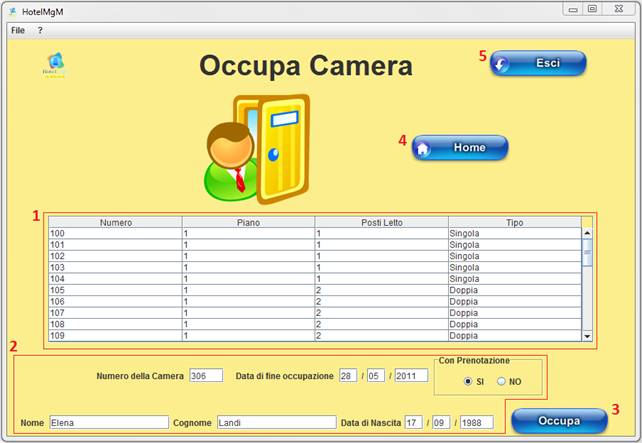 HotelMgM
File ?
Occupa Camera
5 Esci
4 Home
1
Numero Piano Posti Letto Tipo
100 1 1 Singola
101 1 1 Singola
102 1 1 Singola
103 1 1 Singola
104 1 1 Singola
105 1 2 Doppia
106 1 2 Doppia
107 1 2 Doppia
108 1 2 Doppia
109 1 2 Doppia
2
Con Prenotazione
Numero della Camera 306 Data di fine occupazione 28 / 05 / 2011 SI NO
3
Nome Elena Cognome Landi Data di Nascita 17 / 09 / 1988 Occupa